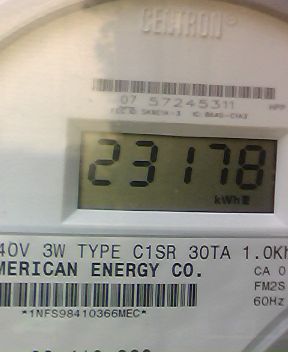 CENTRON®
07 57245311
23178
kWh
40V 3W TYPE C1SR 30TA 1.0Kh
MERICAN ENERGY CO.
CA 0
FM2S
60Hz
*1NFS98410366MEC*